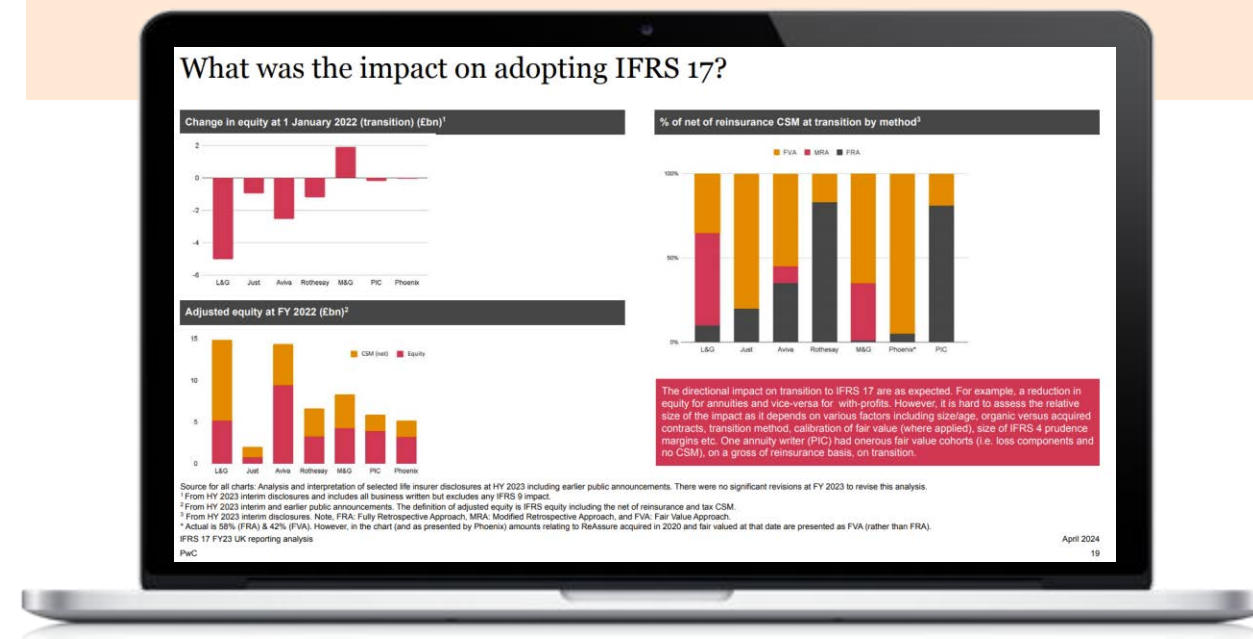 What was the impact on adopting IFRS 17?
Change in equity at 1 January 2022 (transition) (£bn)¹
2
0
-2
-4
-6
L&G Just Aviva Rothesay M&G PIC Phoenix
Adjusted equity at FY 2022 (£bn)²
15
CSM (net) Equity
10
5
0
L&G Just Aviva Rothesay M&G PIC Phoenix
% of net of reinsurance CSM at transition by method³
FVA MRA FRA
100%
50%
0%
L&G Just Aviva Rothesay M&G Phoenix* PIC
The directional impact on transition to IFRS 17 are as expected. For example, a reduction in
equity for annuities and vice-versa for with-profits. However, it is hard to assess the relative
size of the impact as it depends on various factors including size/age, organic versus acquired
contracts, transition method, calibration of fair value (where applied), size of IFRS 4 prudence
margins etc. One annuity writer (PIC) had onerous fair value cohorts (i.e. loss components and
no CSM), on a gross of reinsurance basis, on transition.
Source for all charts: Analysis and interpretation of selected life insurer disclosures at HY 2023 including earlier public announcements. There were no significant revisions at FY 2023 to revise this analysis.
¹ From HY 2023 interim disclosures and includes all business written but excludes any IFRS 9 impact.
² From HY 2023 interim and earlier public announcements. The definition of adjusted equity is IFRS equity including the net of reinsurance and tax CSM.
³ From HY 2023 interim disclosures. Note, FRA: Fully Retrospective Approach, MRA: Modified Retrospective Approach, and FVA: Fair Value Approach.
* Actual is 58% (FRA) & 42% (FVA). However, in the chart (and as presented by Phoenix) amounts relating to ReAssure acquired in 2020 and fair valued at that date are presented as FVA (rather than FRA).
IFRS 17 FY23 UK reporting analysis April 2024
PwC 19